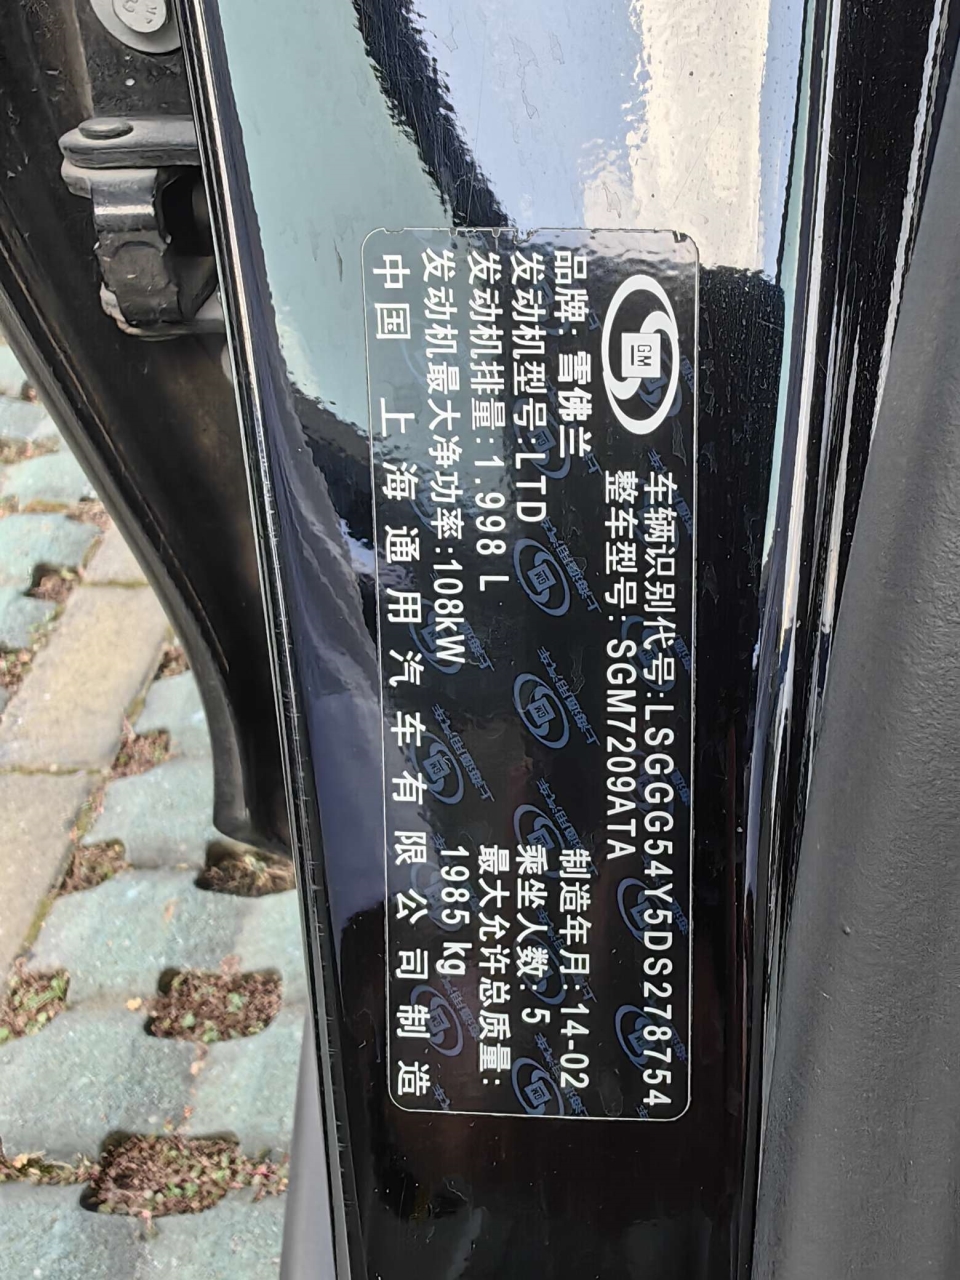 GM
车辆识别代号:LSGGG54Y5DS278754
整车型号: SGM7209ATA
品牌: 雪佛兰
制造年月: 14-02
发动机型号:LTD
乘坐人数: 5
发动机排量:1.998 L
最大允许总质量:
发动机最大净功率:108kW
1985 kg
中国 上海通用汽车有限公司制造